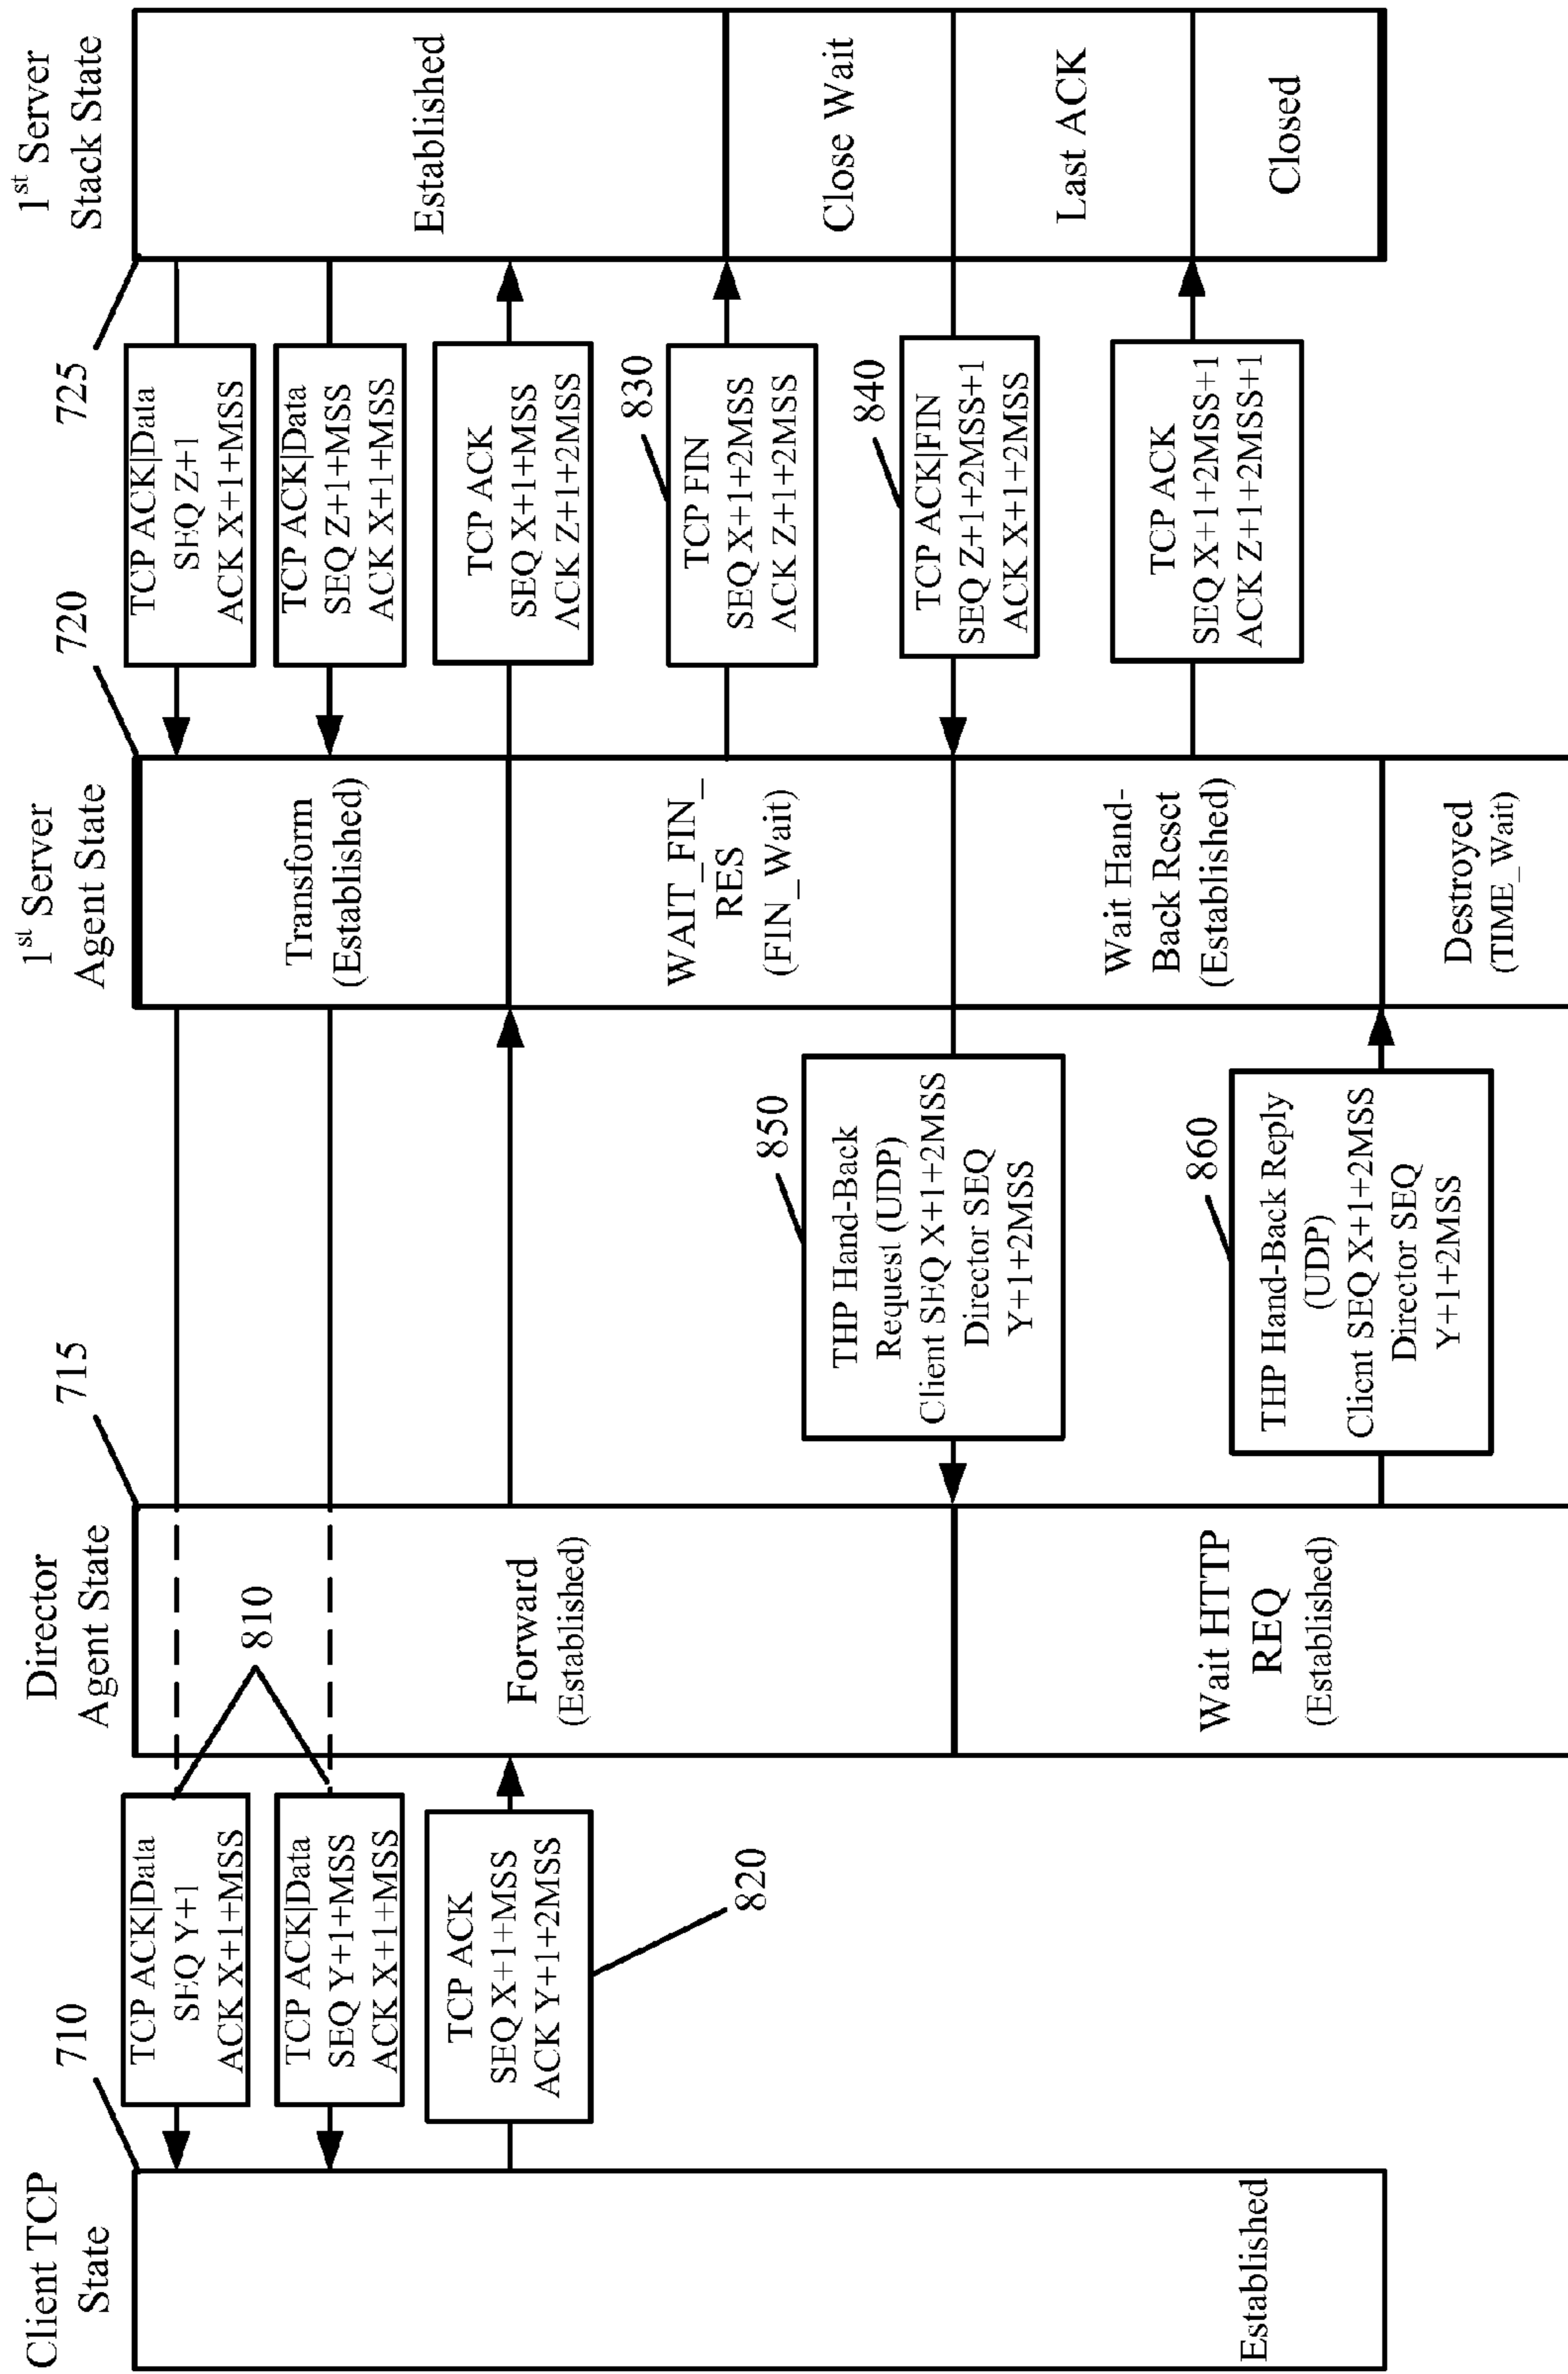 Client TCP
State
Director
Agent State
1st Server
Agent State
1st Server
Stack State
710
715
720
725
TCP ACK|Data
SEQ Y+1
ACK X+1+MSS
TCP ACK|Data
SEQ Z+1
ACK X+1+MSS
810
TCP ACK|Data
SEQ Y+1+MSS
ACK X+1+MSS
TCP ACK|Data
SEQ Z+1+MSS
ACK X+1+MSS
Transform
(Established)
Established
TCP ACK
SEQ X+1+MSS
ACK Y+1+2MSS
820
Forward
(Established)
TCP ACK
SEQ X+1+MSS
ACK Z+1+2MSS
830
TCP FIN
SEQ X+1+2MSS
ACK Z+1+2MSS
WAIT_FIN_
RES
(FIN_Wait)
Close Wait
840
TCP ACK|FIN
SEQ Z+1+2MSS+1
ACK X+1+2MSS
850
THP Hand-Back
Request (UDP)
Client SEQ X+1+2MSS
Director SEQ
Y+1+2MSS
Last ACK
Wait Hand-
Back Reset
(Established)
TCP ACK
SEQ X+1+2MSS+1
ACK Z+1+2MSS+1
Wait HTTP
REQ
(Established)
860
THP Hand-Back Reply
(UDP)
Client SEQ X+1+2MSS
Director SEQ
Y+1+2MSS
Established
Closed
Destroyed
(TIME_Wait)